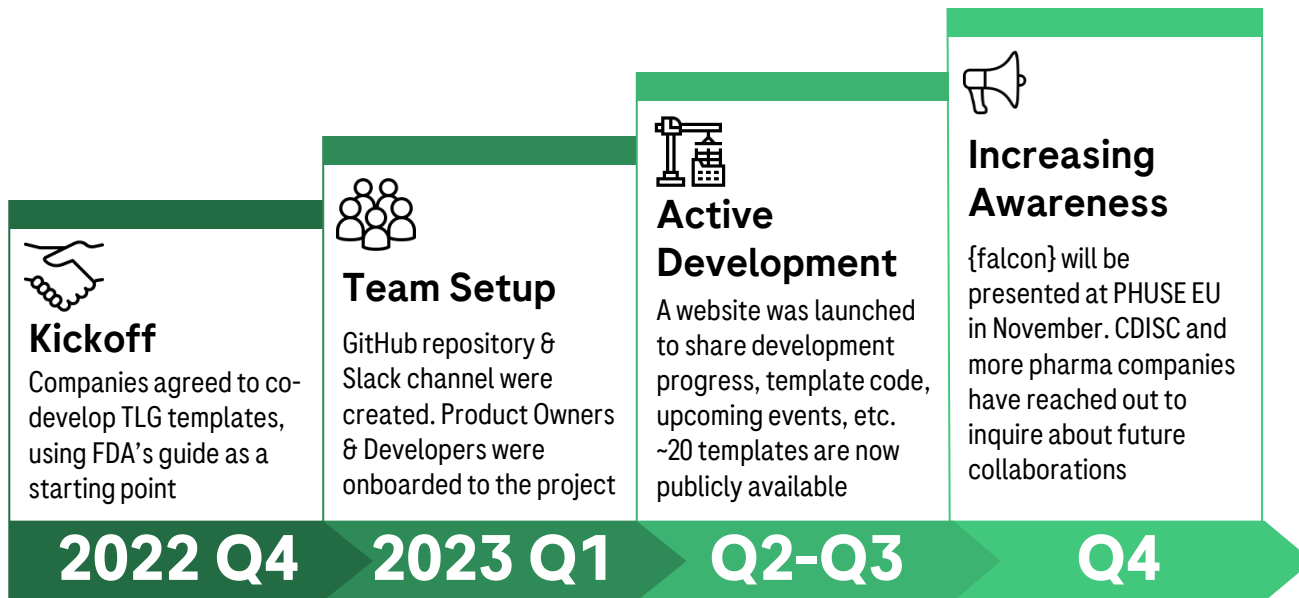 Kickoff
Companies agreed to co-
develop TLG templates,
using FDA's guide as a
starting point
2022 Q4
Team Setup
GitHub repository &
Slack channel were
created. Product Owners
& Developers were
onboarded to the project
2023 Q1
Active
Development
A website was launched
to share development
progress, template code,
upcoming events, etc.
~20 templates are now
publicly available
Q2-Q3
Increasing
Awareness
{falcon} will be
presented at PHUSE EU
in November. CDISC and
more pharma companies
have reached out to
inquire about future
collaborations
Q4